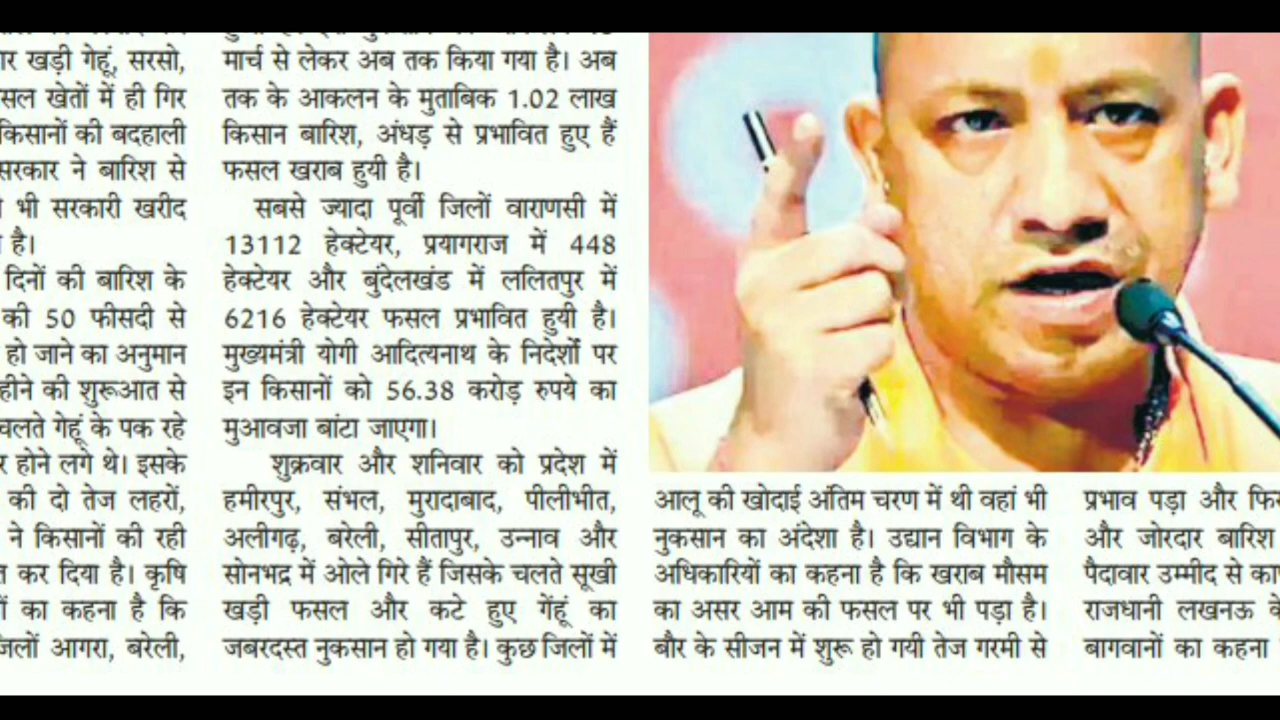 खड़ी गेहूं, सरसो,
खेतों में ही गिर
किसानों की बदहाली
सरकार ने बारिश से
भी सरकारी खरीद
है।
दिनों की बारिश के
की 50 फीसदी से
हो जाने का अनुमान
की शुरूआत से
चलते गेहूं के पक रहे
होने लगे थे। इसके
की दो तेज लहरों,
ने किसानों की रही
कर दिया है। कृषि
का कहना है कि
जिलों आगरा, बरेली,
मार्च से लेकर अब तक किया गया है। अब
तक के आकलन के मुताबिक 1.02 लाख
किसान बारिश, अंधड़ से प्रभावित हुए हैं
फसल खराब हुयी है।
सबसे ज्यादा पूर्वी जिलों वाराणसी में
13112 हेक्टेयर, प्रयागराज में 448
हेक्टेयर और बुंदेलखंड में ललितपुर में
6216 हेक्टेयर फसल प्रभावित हुयी है।
मुख्यमंत्री योगी आदित्यनाथ के निदेर्शों पर
इन किसानों को 56.38 करोड़ रुपये का
मुआवजा बांटा जाएगा।
शुक्रवार और शनिवार को प्रदेश में
हमीरपुर, संभल, मुरादाबाद, पीलीभीत,
अलीगढ़, बरेली, सीतापुर, उन्नाव और
सोनभद्र में ओले गिरे हैं जिसके चलते सूखी
खड़ी फसल और कटे हुए गेंहूं का
जबरदस्त नुकसान हो गया है। कुछ जिलों में
आलू की खोदाई अंतिम चरण में थी वहां भी
नुकसान का अंदेशा है। उद्यान विभाग के
अधिकारियों का कहना है कि खराब मौसम
का असर आम की फसल पर भी पड़ा है।
बौर के सीजन में शुरू हो गयी तेज गरमी से
प्रभाव पड़ा और
और जोरदार बारिश
पैदावार उम्मीद से
राजधानी लखनऊ
बागवानों का कहना